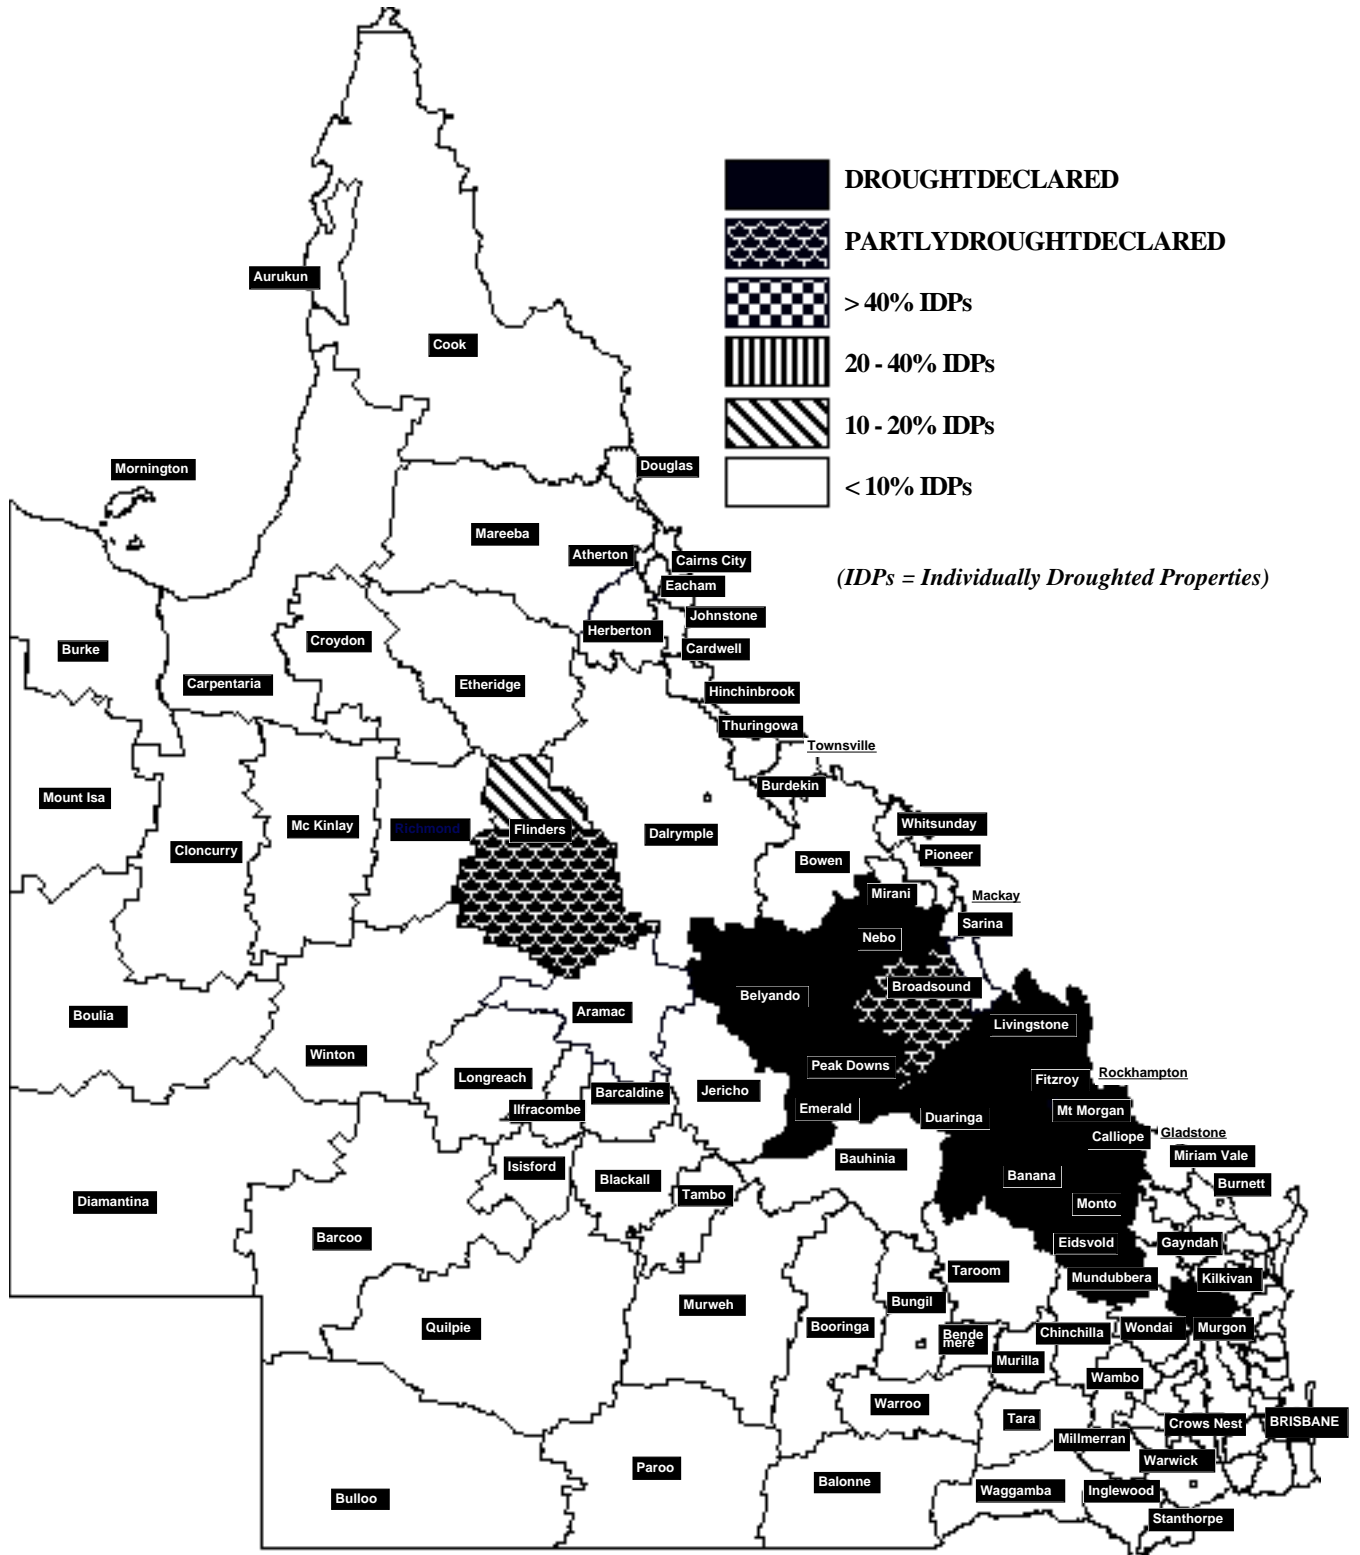 DROUGHTDECLARED
PARTLYDROUGHTDECLARED
> 40% IDPs
20 - 40% IDPs
10 - 20% IDPs
< 10% IDPs
(IDPs = Individually Droughted Properties)
Aurukun
Cook
Mornington
Douglas
Mareeba
Atherton
Cairns City
Eacham
Johnstone
Herberton
Croydon
Burke
Cardwell
Carpentaria
Etheridge
Hinchinbrook
Thuringowa
Townsville
Burdekin
Mount Isa
Mc Kinlay
Richmond
Flinders
Dalrymple
Whitsunday
Cloncurry
Bowen
Pioneer
Mirani
Mackay
Sarina
Nebo
Broadsound
Belyando
Boulia
Aramac
Livingstone
Winton
Peak Downs
Longreach
Fitzroy
Rockhampton
Barcaldine
Jericho
Ilfracombe
Emerald
Mt Morgan
Duaringa
Calliope
Gladstone
Miriam Vale
Bauhinia
Isisford
Blackall
Banana
Burnett
Tambo
Diamantina
Monto
Barcoo
Eidsvold
Gayndah
Taroom
Mundubbera
Kilkivan
Murweh
Bungil
Quilpie
Booringa
Bende
mere
Chinchilla
Wondai
Murgon
Murilla
Wambo
Warroo
Tara
Crows Nest
BRISBANE
Millmerran
Warwick
Paroo
Balonne
Waggamba
Inglewood
Bulloo
Stanthorpe